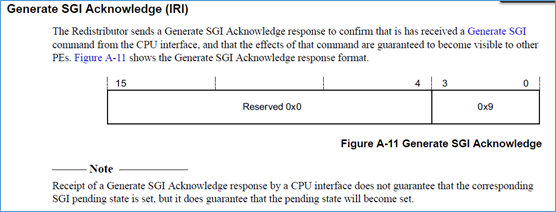 Generate SGI Acknowledge (IRI)
The Redistributor sends a Generate SGI Acknowledge response to confirm that is has received a Generate SGI
command from the CPU interface, and that the effects of that command are guaranteed to become visible to other
PEs. Figure A-11 shows the Generate SGI Acknowledge response format.
15 4 3 0
Reserved 0x0 0x9
Figure A-11 Generate SGI Acknowledge
Note
Receipt of a Generate SGI Acknowledge response by a CPU interface does not guarantee that the corresponding
SGI pending state is set, but it does guarantee that the pending state will become set.